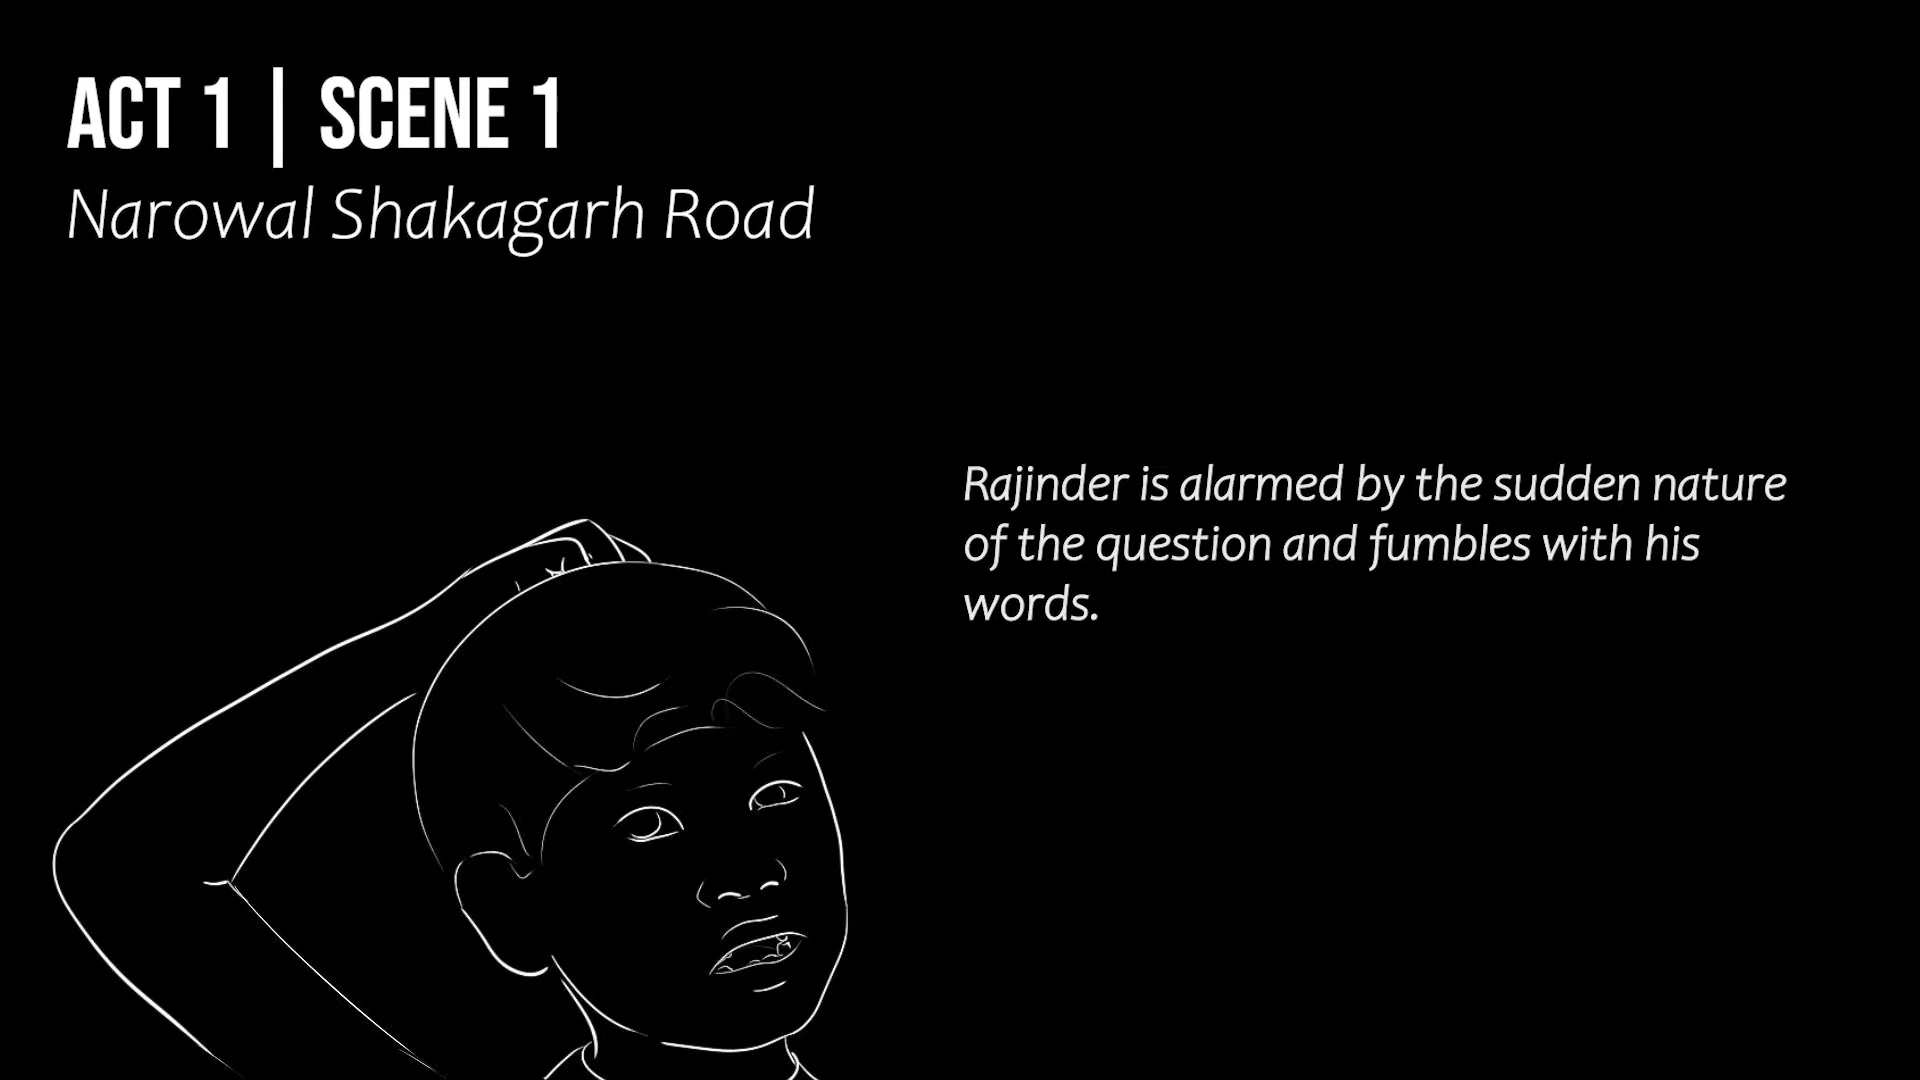 ACT 1 | SCENE 1
Narowal Shakagarh Road
Rajinder is alarmed by the sudden nature
of the question and fumbles with his
words.